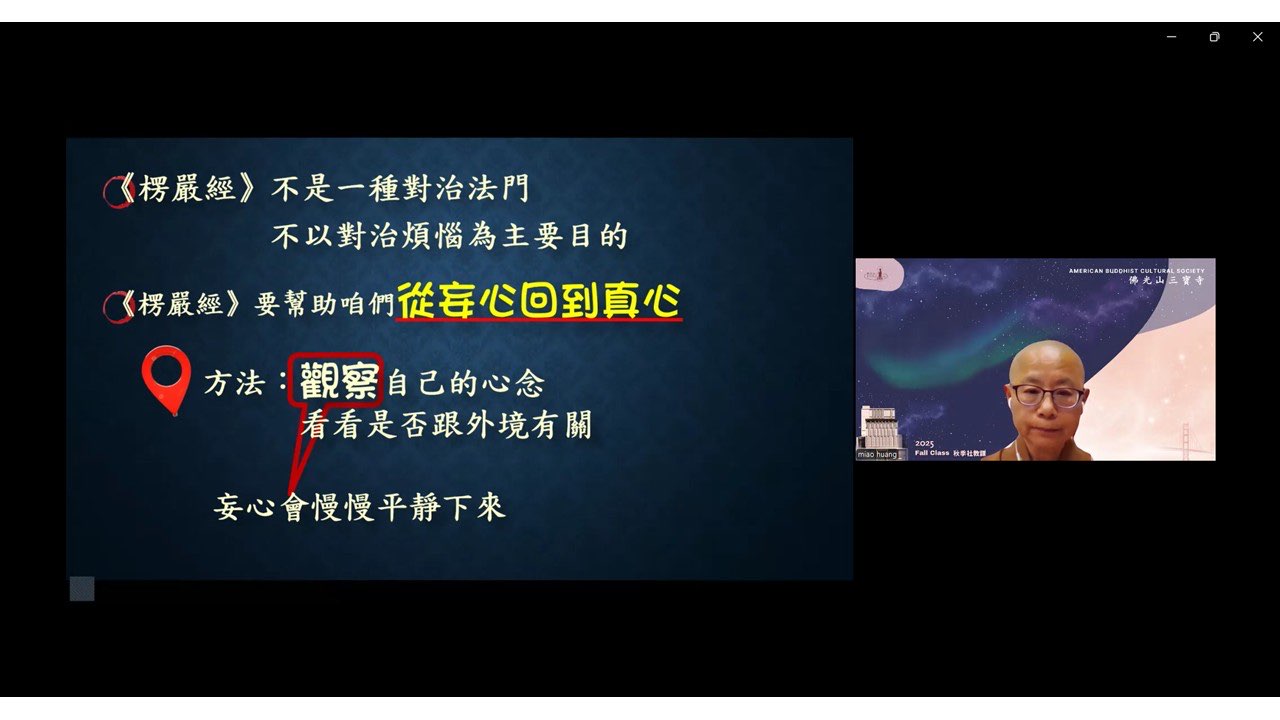 《楞嚴經》不是一種對治法門
不以對治煩惱為主要目的
《楞嚴經》要幫助咱們從妄心回到真心
方法：觀察自己的心念
看看是否跟外境有關
妄心會慢慢平靜下來
AMERICAN BUDDHIST CULTURAL SOCIETY
佛光山三寶寺
2025
Fall Class 秋季社教課
miao huang